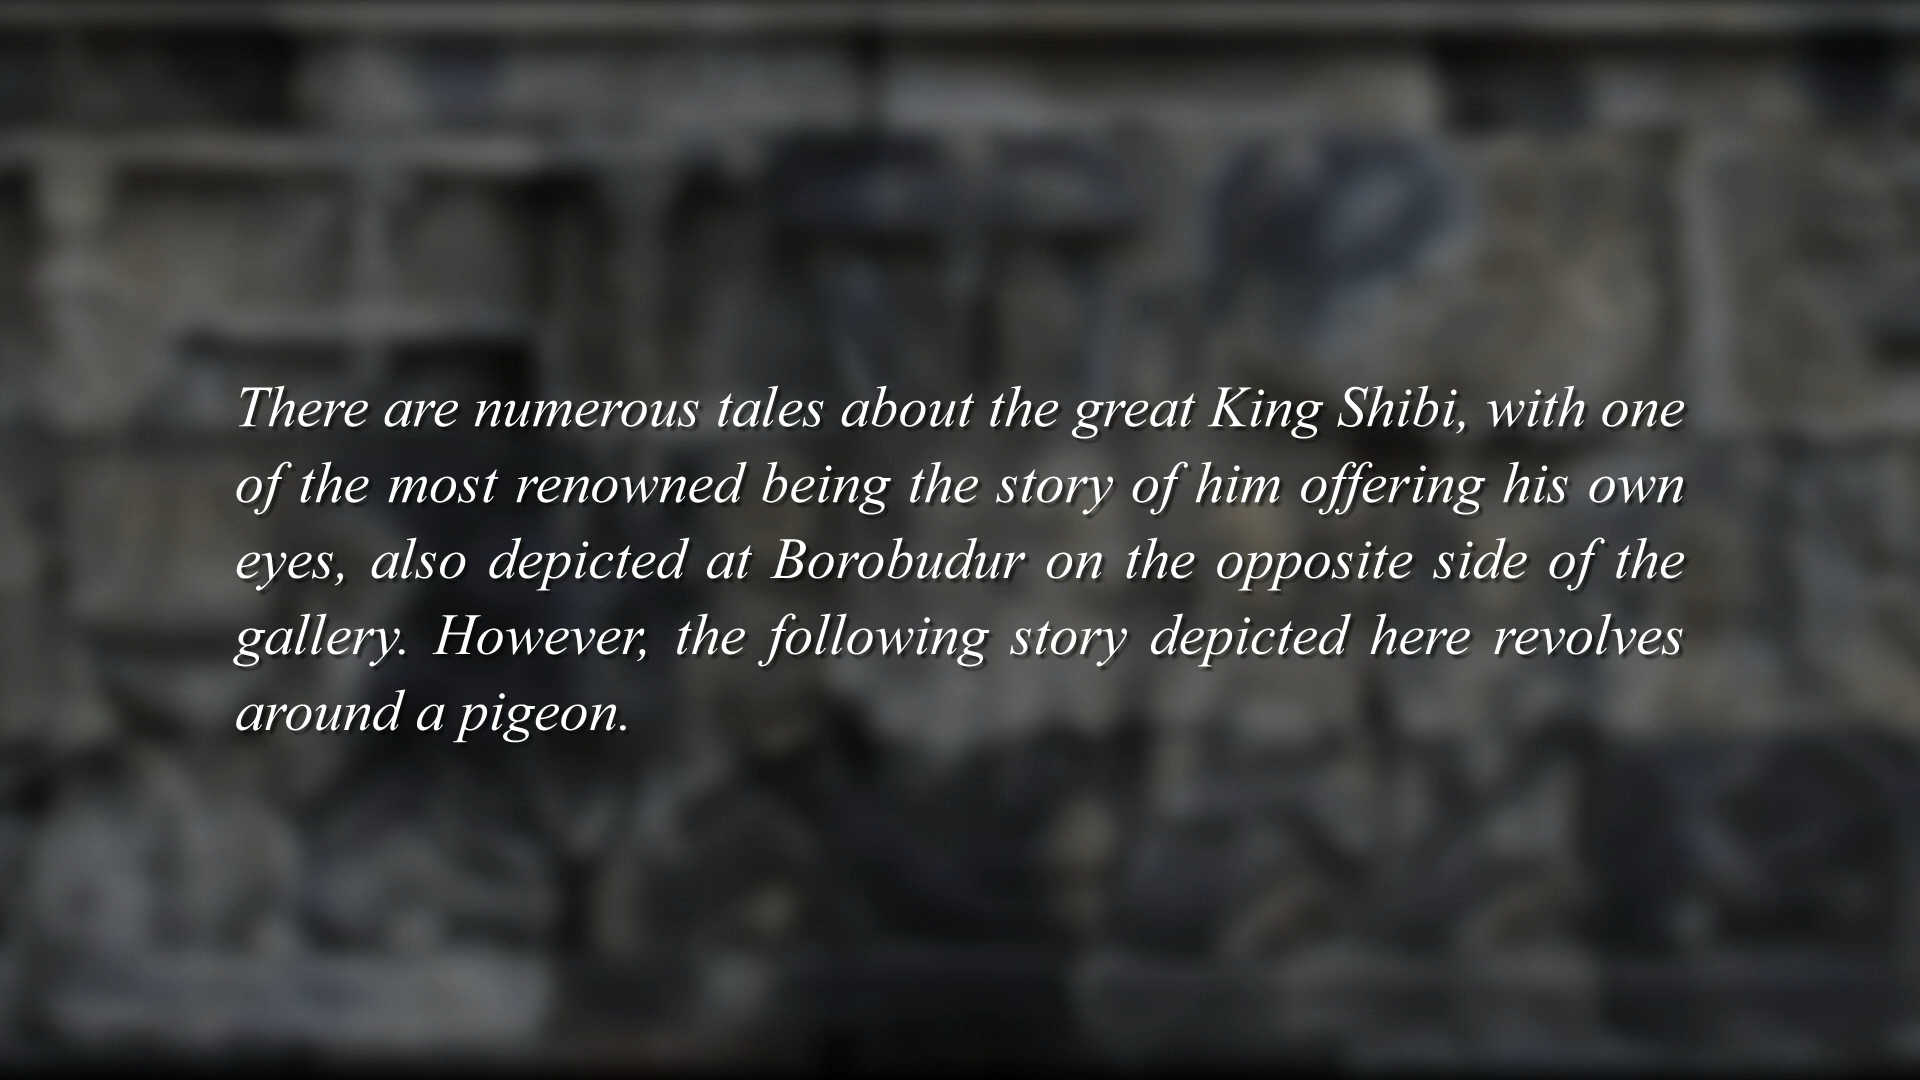 There are numerous tales about the great King Shibi, with one
of the most renowned being the story of him offering his own
eyes, also depicted at Borobudur on the opposite side of the
gallery. However, the following story depicted here revolves
around a pigeon.